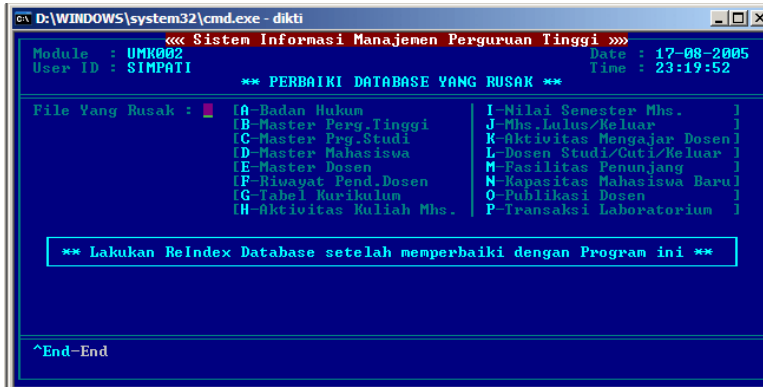 D:\WINDOWS\system32\cmd.exe - dikti
««« Sistem Informasi Manajemen Perguruan Tinggi »»»
Module : UMK002 Date : 17-08-2005
User ID : SIMPATI Time : 23:19:52
** PERBAIKI DATABASE YANG RUSAK **
File Yang Rusak : [A-Badan Hukum | I-Nilai Semester Mhs. ]
[B-Master Perg.Tinggi | J-Mhs.Lulus/Keluar ]
[C-Master Prg.Studi | K-Aktivitas Mengajar Dosen]
[D-Master Mahasiswa | L-Dosen Studi/Cuti/Keluar ]
[E-Master Dosen | M-Fasilitas Penunjang ]
[F-Riwayat Pend.Dosen | N-Kapasitas Mahasiswa Baru]
[G-Tabel Kurikulum | O-Publikasi Dosen ]
[H-Aktivitas Kuliah Mhs. | P-Transaksi Laboratorium ]
** Lakukan ReIndex Database setelah memperbaiki dengan Program ini **
^End-End